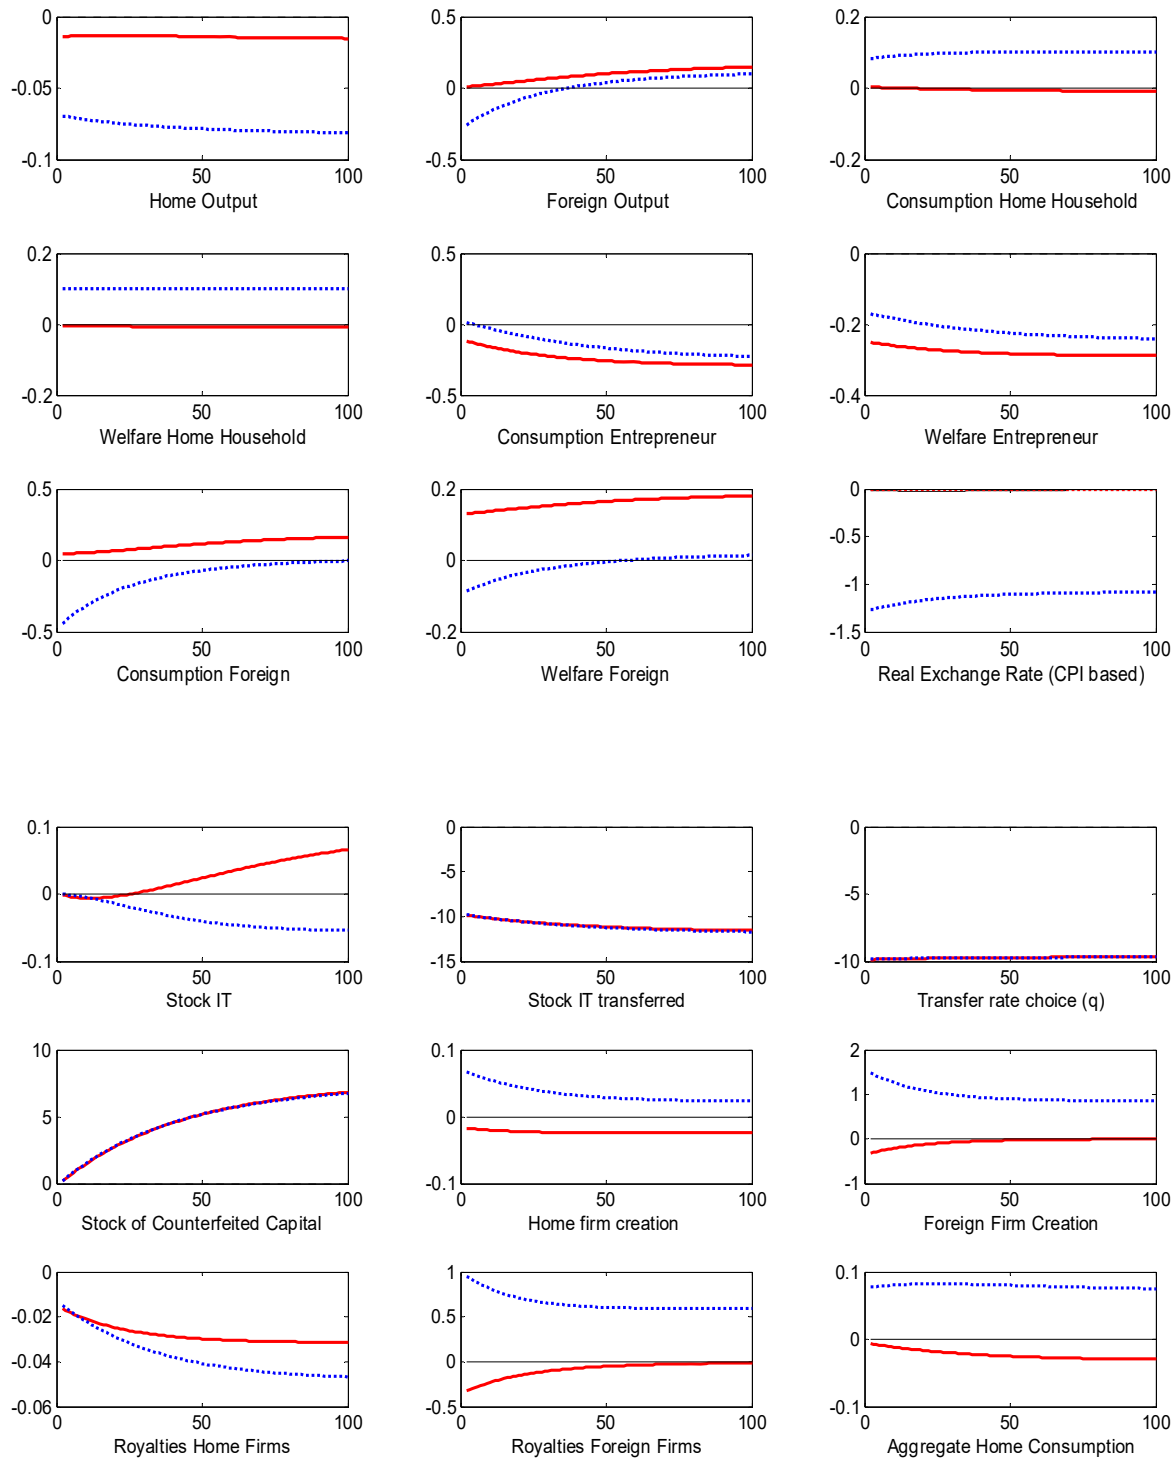 0
-0.05
-0.1
0 50 100
Home Output
0.5
0
-0.5
0 50 100
Foreign Output
0.2
0
-0.2
0 50 100
Consumption Home Household
0.2
0
-0.2
0 50 100
Welfare Home Household
0.5
0
-0.5
0 50 100
Consumption Entrepreneur
0
-0.2
-0.4
0 50 100
Welfare Entrepreneur
0.5
0
-0.5
0 50 100
Consumption Foreign
0.2
0
-0.2
0 50 100
Welfare Foreign
0
-0.5
-1
-1.5
0 50 100
Real Exchange Rate (CPI based)
0.1
0
-0.1
0 50 100
Stock IT
0
-5
-10
-15
0 50 100
Stock IT transferred
0
-5
-10
0 50 100
Transfer rate choice (q)
10
5
0
0 50 100
Stock of Counterfeited Capital
0.1
0
-0.1
0 50 100
Home firm creation
2
1
0
-1
0 50 100
Foreign Firm Creation
0
-0.02
-0.04
-0.06
0 50 100
Royalties Home Firms
1
0.5
0
-0.5
0 50 100
Royalties Foreign Firms
0.1
0
-0.1
0 50 100
Aggregate Home Consumption